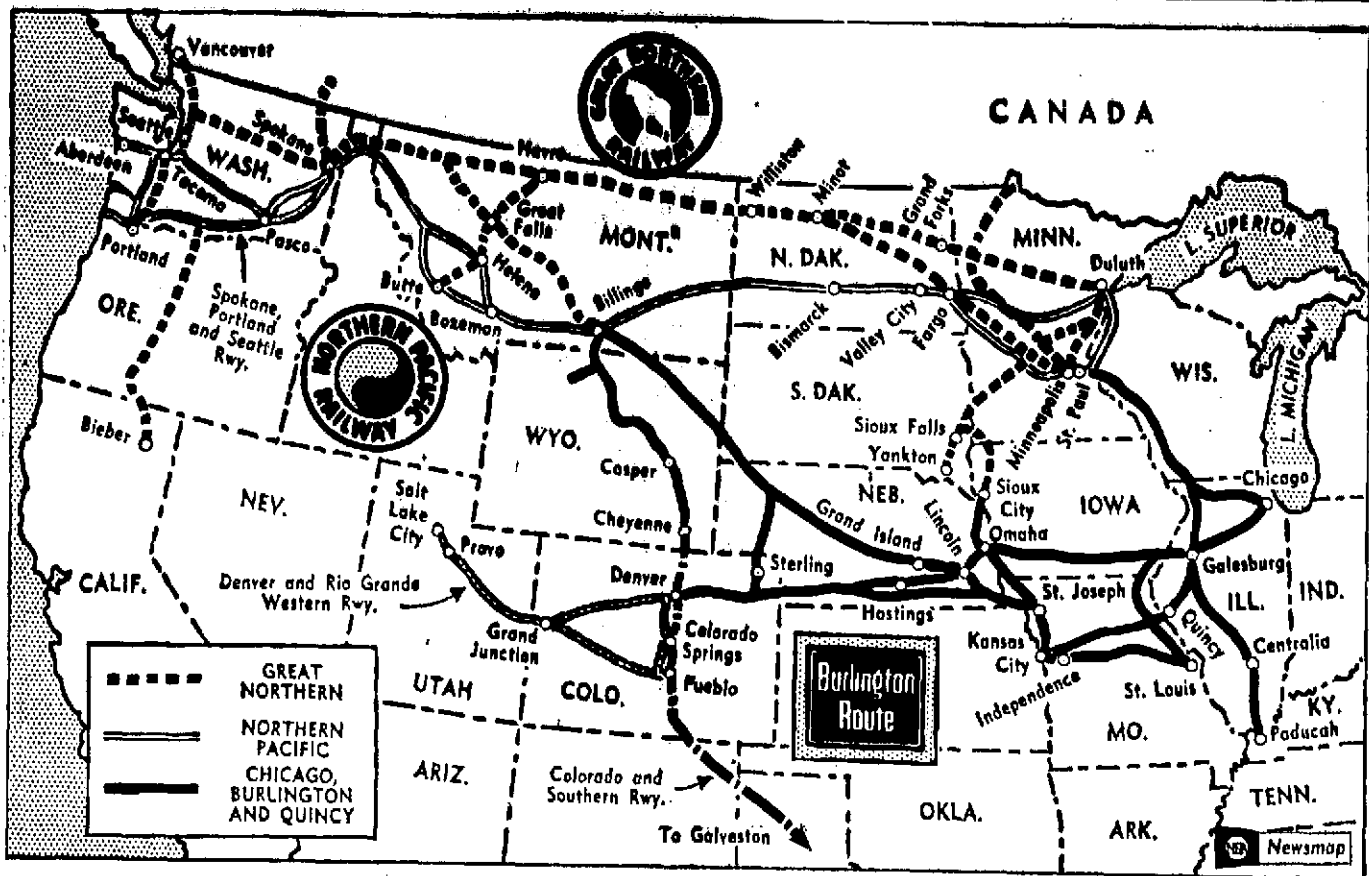 Vancouver
GREAT NORTHERN
RAILWAY
CANADA
Seattle
Spokane
WASH.
Aberdeen
Tacoma
Pasco
Portland
ORE.
Spokane,
Portland
and Seattle
Rwy.
Havre
Great
Falls
MONT.
Helena
Butte
Bozeman
Billings
NORTHERN PACIFIC
RAILWAY
Williston
Minot
Grand
Forks
N. DAK.
MINN.
Duluth
L. SUPERIOR
Bismarck
Valley City
Fargo
S. DAK.
WIS.
L. MICHIGAN
Minneapolis
St. Paul
Sioux Falls
Yankton
Bieber
WYO.
Casper
Cheyenne
NEV.
Salt
Lake
City
Provo
NEB.
Grand Island
Lincoln
Sioux
City
Omaha
IOWA
Chicago
CALIF.
Denver and Rio Grande
Western Rwy.
Denver
Sterling
Hastings
St. Joseph
Galesburg
ILL.
IND.
Grand
Junction
Colorado
Springs
Pueblo
UTAH
COLO.
Burlington
Route
Kansas
City
Independence
Quincy
St. Louis
Centralia
MO.
KY.
Paducah
GREAT
NORTHERN
NORTHERN
PACIFIC
CHICAGO,
BURLINGTON
AND QUINCY
ARIZ.
Colorado and
Southern Rwy.
To Galveston
OKLA.
ARK.
TENN.
NEA
Newsmap